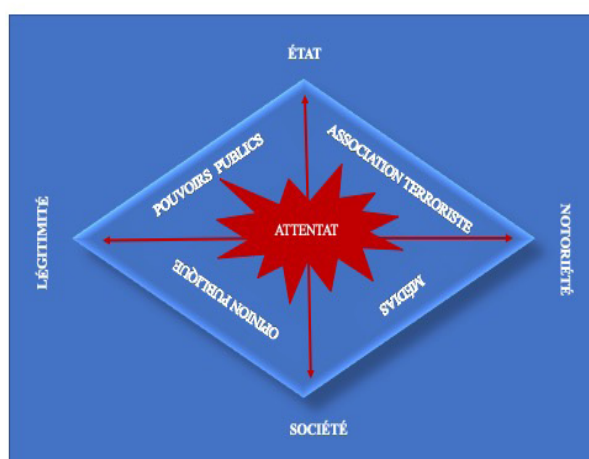 ÉTAT
POUVOIRS PUBLICS
ASSOCIATION TERRORISTE
LÉGITIMITÉ
ATTENTAT
NOTORIÉTÉ
OPINION PUBLIQUE
MÉDIAS
SOCIÉTÉ